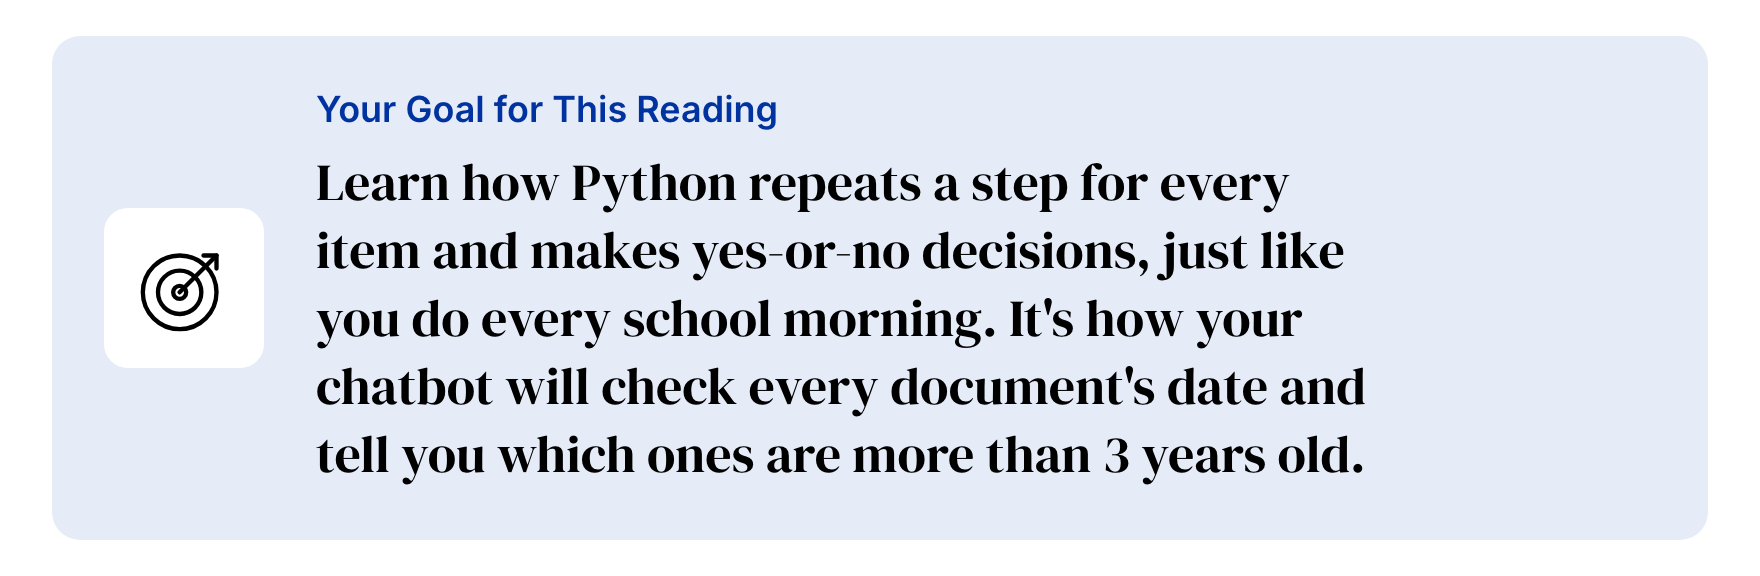 Your Goal for This Reading
Learn how Python repeats a step for every
item and makes yes-or-no decisions, just like
you do every school morning. It's how your
chatbot will check every document's date and
tell you which ones are more than 3 years old.